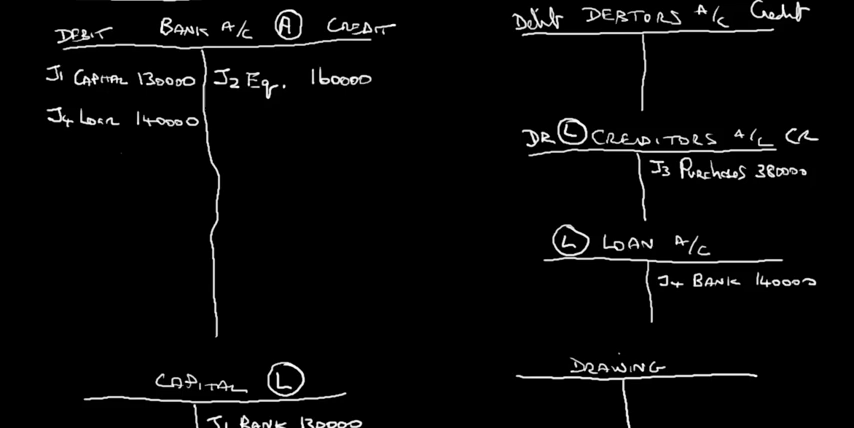 DEBIT BANK A/C A CREDIT
J1 CAPITAL 130000 J2 Eq. 160000
J4 LOAN 140000
Debit DEBTORS A/C Credit
DR L CREDITORS A/C CR
J3 PURCHASES 380000
L LOAN A/C
J4 BANK 140000
CAPITAL L
J1 BANK 130000
DRAWING